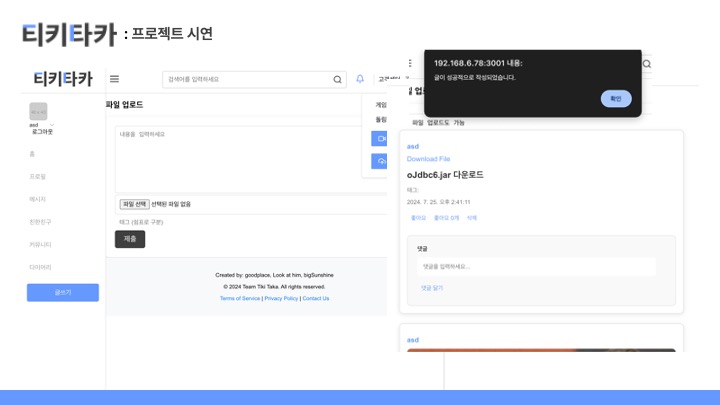 티키타카 : 프로젝트 시연
티키타카
검색어를 입력하세요
asd
로그아웃
홈
프로필
메시지
친한친구
커뮤니티
다이어리
글쓰기
파일 업로드
내용을 입력하세요
파일 선택 선택된 파일 없음
태그 (쉼표로 구분)
제출
Created by: goodplace, Look at him, bigSunshine
© 2024 Team Tiki Taka. All rights reserved.
Terms of Service | Privacy Policy | Contact Us
192.168.6.78:3001 내용:
글이 성공적으로 작성되었습니다.
확인
파일 업로드도 가능
asd
Download File
oJdbc6.jar 다운로드
태그:
2024. 7. 25. 오후 2:41:11
좋아요 좋아요 0개 삭제
댓글
댓글을 입력하세요...
댓글 달기
asd